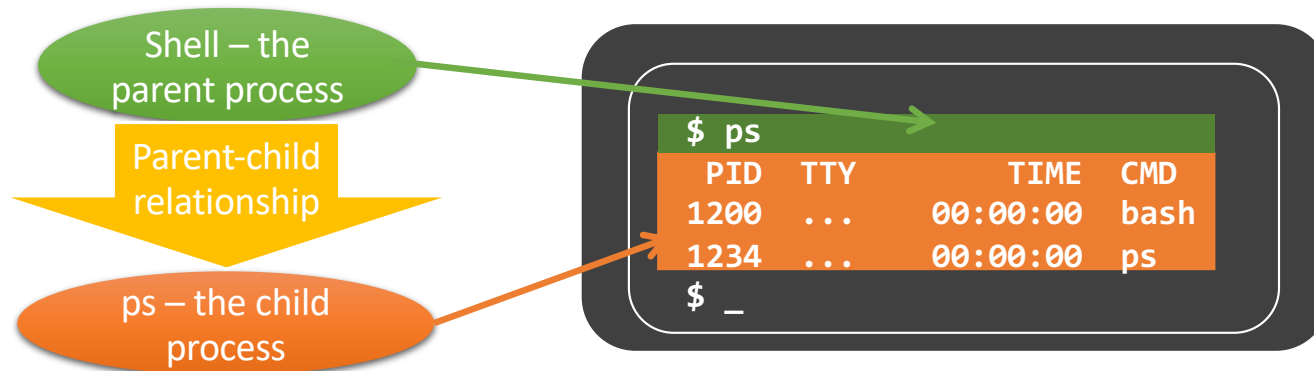 Shell – the
parent process
Parent-child
relationship
ps – the child
process
$ ps
PID TTY TIME CMD
1200 ... 00:00:00 bash
1234 ... 00:00:00 ps
$ _